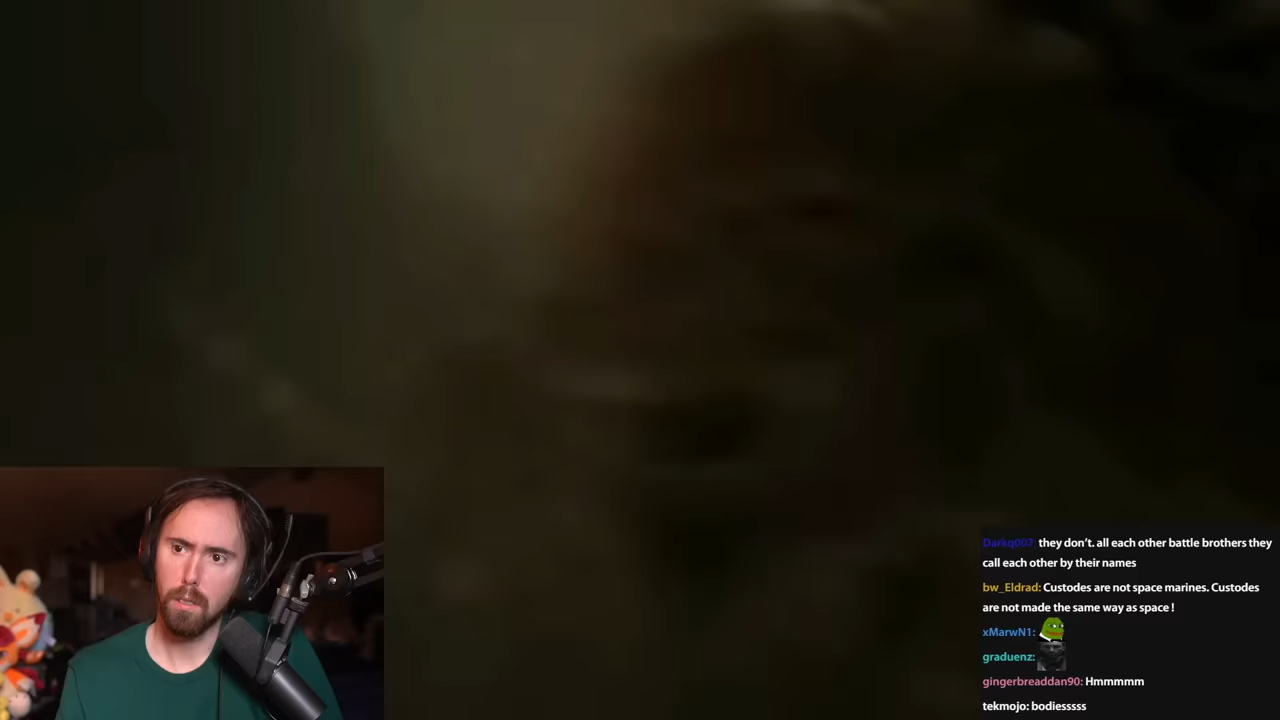 Darkq007: they don't. all each other battle brothers they
call each other by their names
bw_Eldrad: Custodes are not space marines. Custodes
are not made the same way as space !
xMarwN1:
graduenz:
gingerbreaddan90: Hmmmmm
tekmojo: bodiesssss